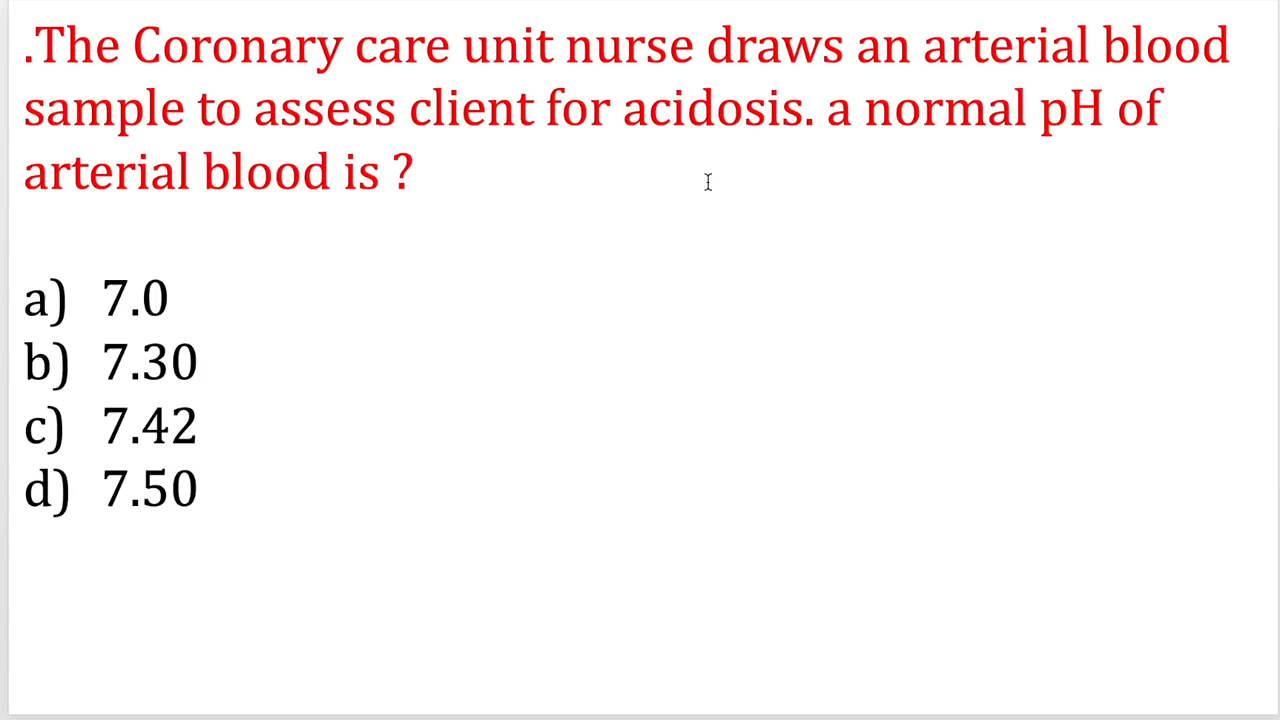 .The Coronary care unit nurse draws an arterial blood
sample to assess client for acidosis. a normal pH of
arterial blood is ?
a) 7.0
b) 7.30
c) 7.42
d) 7.50